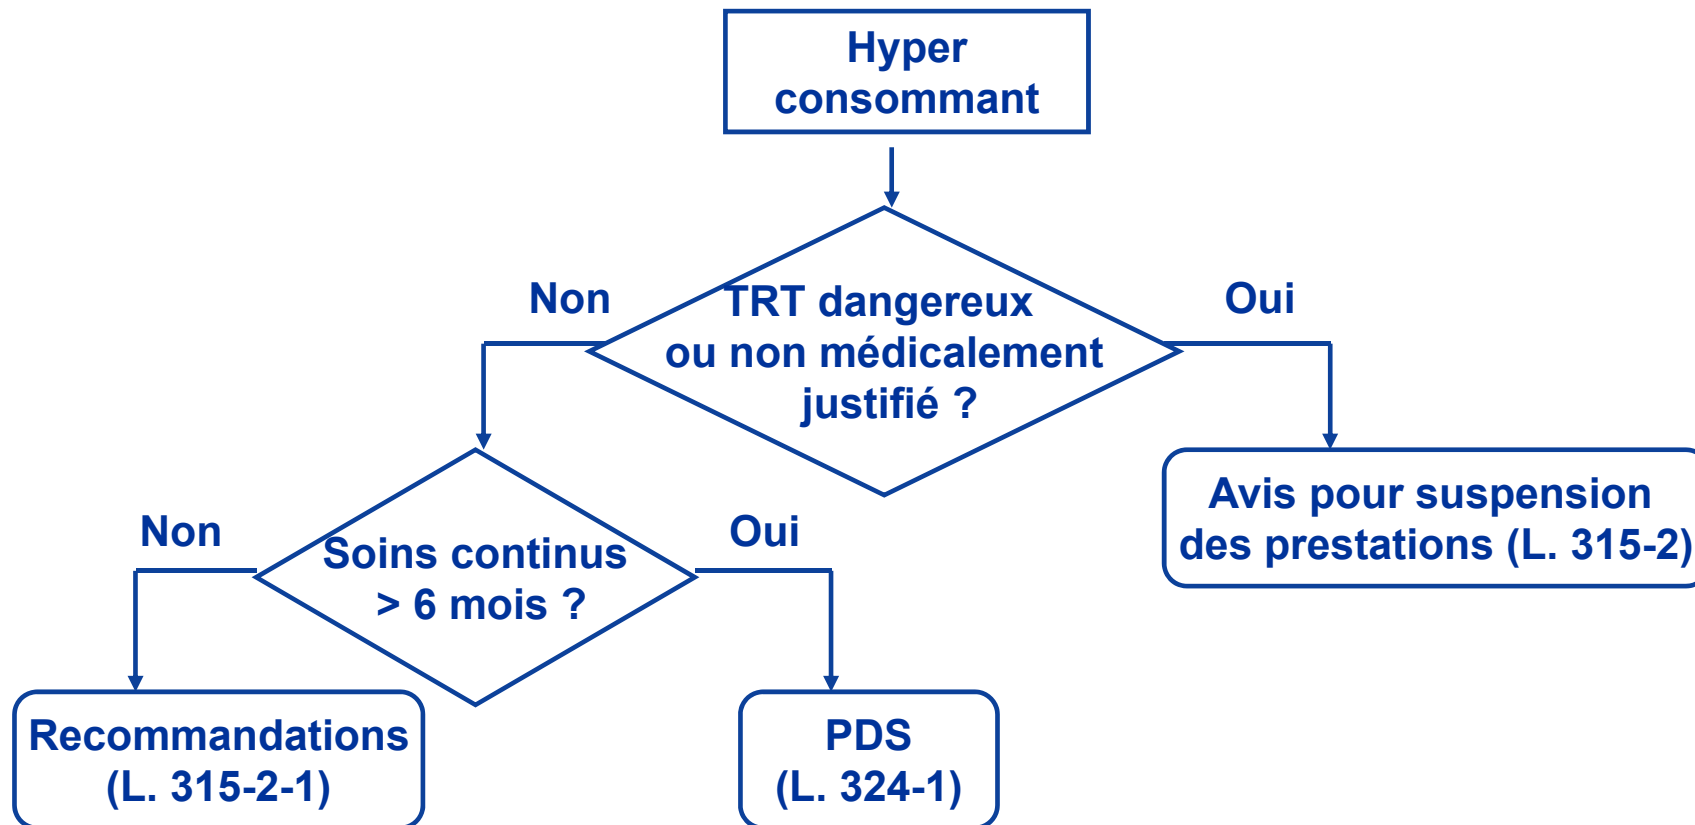 Hyper
consommant
Non
TRT dangereux
ou non médicalement
justifié ?
Oui
Non
Soins continus
> 6 mois ?
Oui
Avis pour suspension
des prestations (L. 315-2)
Recommandations
(L. 315-2-1)
PDS
(L. 324-1)